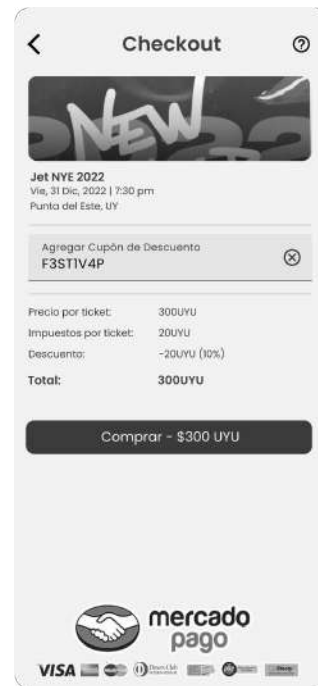 Checkout
NEW
Jet NYE 2022
Vie, 31 Dic, 2022 | 7:30 pm
Punta del Este, UY
Agregar Cupón de Descuento
F3ST1V4P
Precio por ticket: 300UYU
Impuestos por ticket: 20UYU
Descuento: -20UYU (10%)
Total: 300UYU
Comprar - $300 UYU
mercado
pago
VISA Diners Club